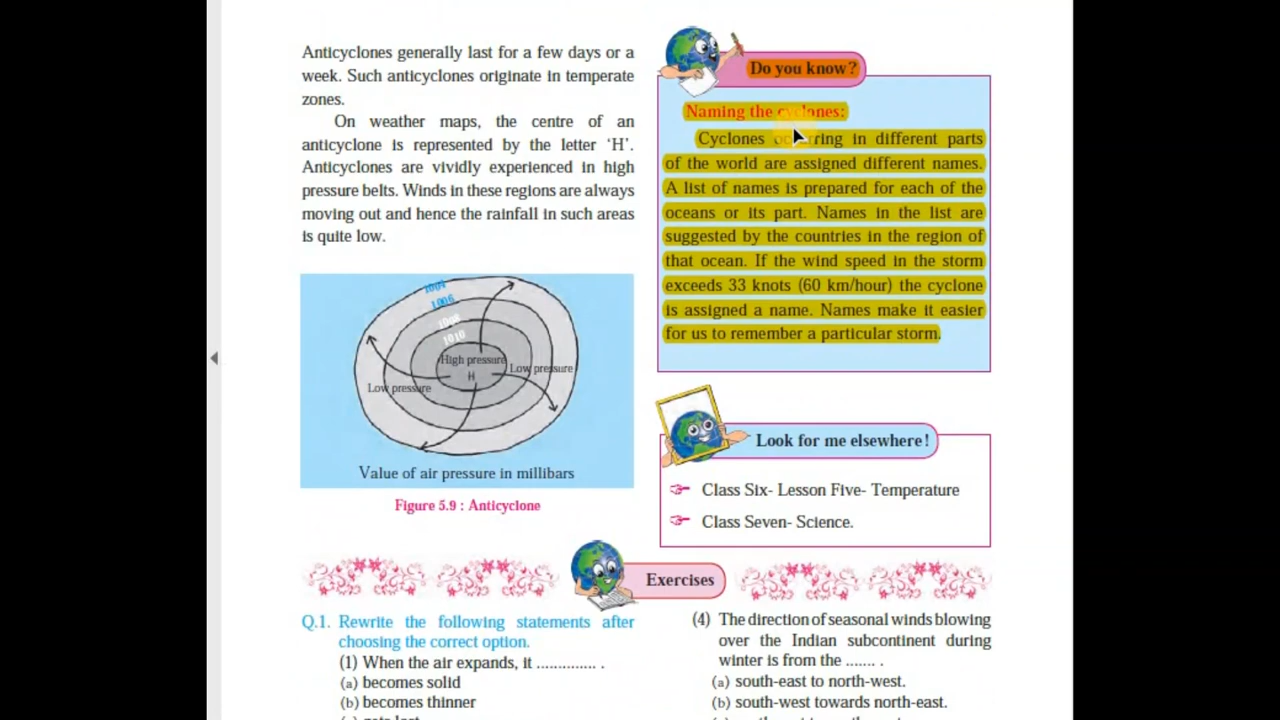 Anticyclones generally last for a few days or a
week. Such anticyclones originate in temperate
zones.
On weather maps, the centre of an
anticyclone is represented by the letter ‘H’.
Anticyclones are vividly experienced in high
pressure belts. Winds in these regions are always
moving out and hence the rainfall in such areas
is quite low.
1004
1006
1008
1010
High pressure
H
Low pressure
Low pressure
Value of air pressure in millibars
Figure 5.9 : Anticyclone
Do you know?
Naming the cyclones:
Cyclones occurring in different parts
of the world are assigned different names.
A list of names is prepared for each of the
oceans or its part. Names in the list are
suggested by the countries in the region of
that ocean. If the wind speed in the storm
exceeds 33 knots (60 km/hour) the cyclone
is assigned a name. Names make it easier
for us to remember a particular storm.
Look for me elsewhere!
Class Six- Lesson Five- Temperature
Class Seven- Science.
Exercises
Q.1. Rewrite the following statements after
choosing the correct option.
(1) When the air expands, it .............. .
(a) becomes solid
(b) becomes thinner
(4) The direction of seasonal winds blowing
over the Indian subcontinent during
winter is from the ....... .
(a) south-east to north-west.
(b) south-west towards north-east.